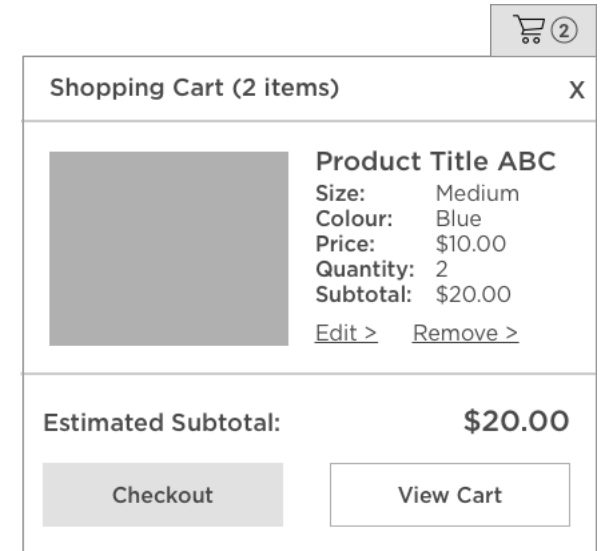 2
Shopping Cart (2 items) X
Product Title ABC
Size: Medium
Colour: Blue
Price: $10.00
Quantity: 2
Subtotal: $20.00
Edit > Remove >
Estimated Subtotal: $20.00
Checkout View Cart